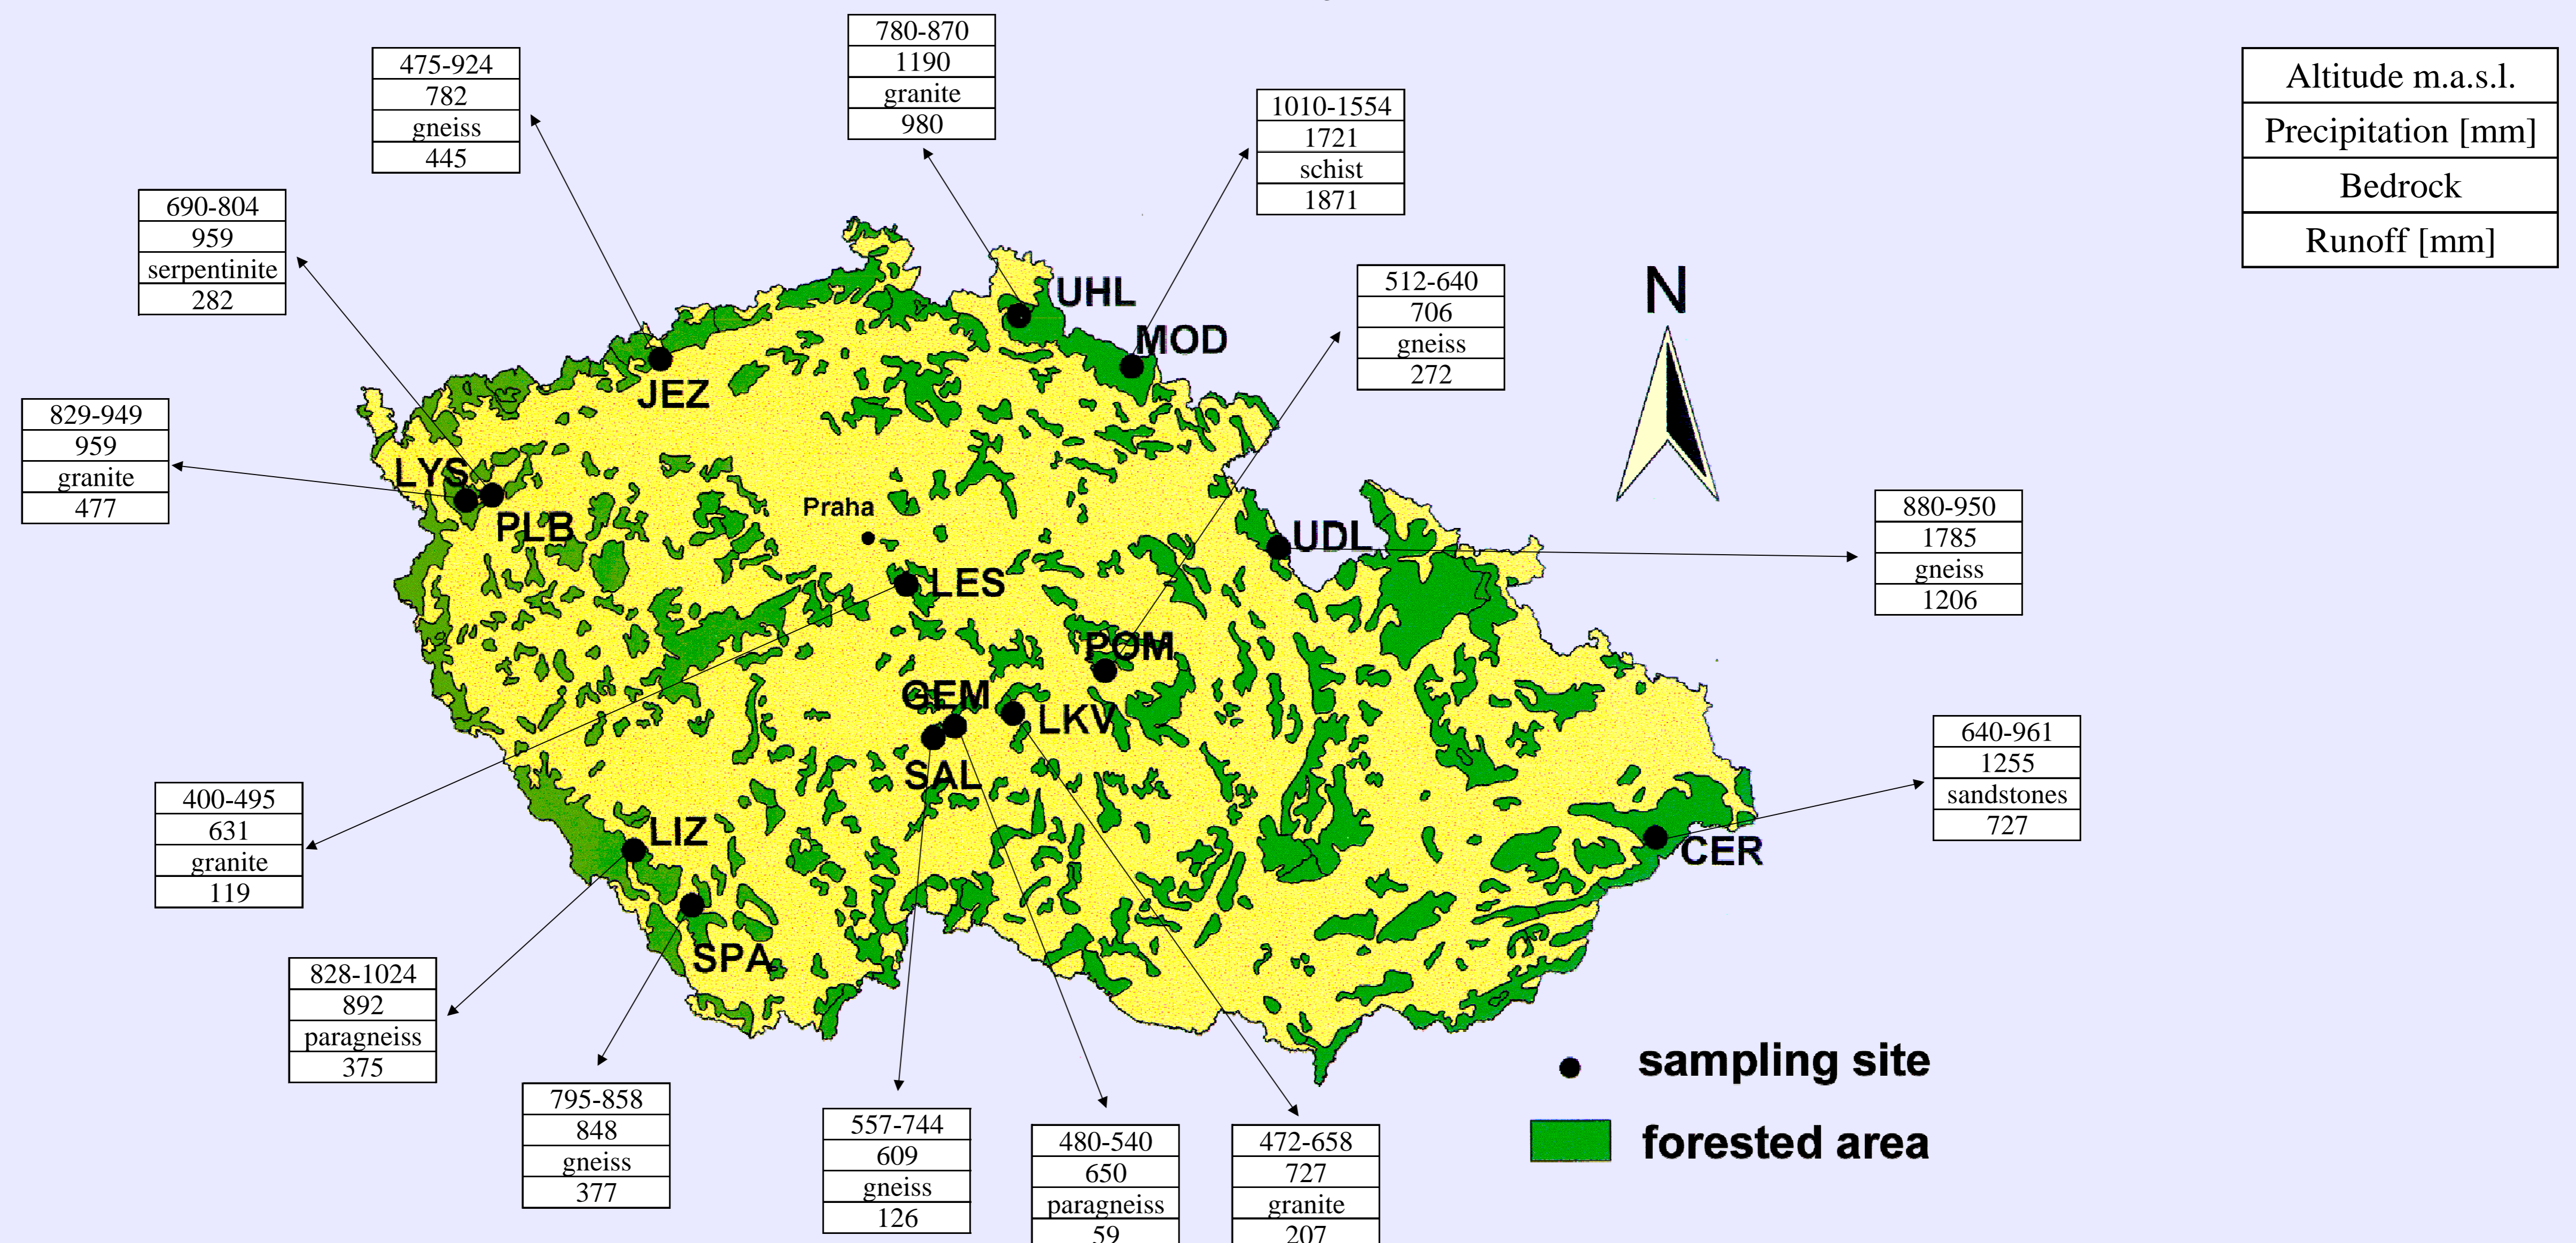 780-870
1190
granite
980
475-924
782
gneiss
445
Altitude m.a.s.l.
Precipitation [mm]
Bedrock
Runoff [mm]
1010-1554
1721
schist
1871
690-804
959
serpentinite
282
512-640
706
gneiss
272
N
UHL
MOD
JEZ
829-949
959
granite
477
LYS
PLB
Praha
UDL
880-950
1785
gneiss
1206
LES
POM
GEM
LKV
SAL
640-961
1255
sandstones
727
400-495
631
granite
119
LIZ
CER
SPA
828-1024
892
paragneiss
375
795-858
848
gneiss
377
557-744
609
gneiss
126
480-540
650
paragneiss
59
472-658
727
granite
207
sampling site
forested area